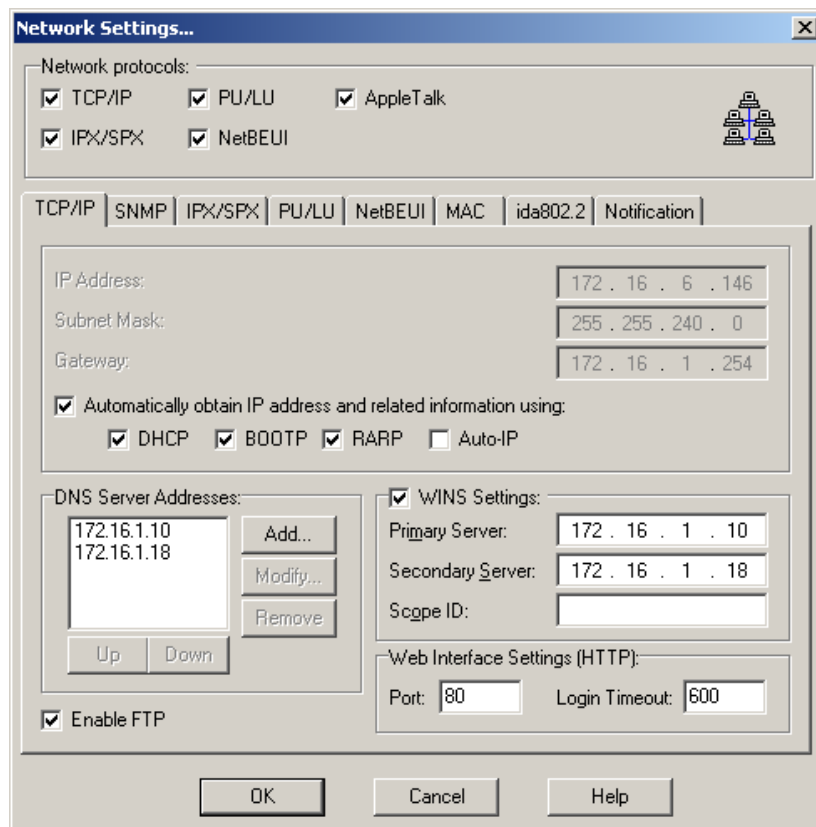 Network Settings...
Network protocols:
TCP/IP PU/LU AppleTalk
IPX/SPX NetBEUI
TCP/IP SNMP IPX/SPX PU/LU NetBEUI MAC ida802.2 Notification
IP Address: 172 . 16 . 6 . 146
Subnet Mask: 255 . 255 . 240 . 0
Gateway: 172 . 16 . 1 . 254
Automatically obtain IP address and related information using:
DHCP BOOTP RARP Auto-IP
DNS Server Addresses:
172.16.1.10
172.16.1.18
Add...
Modify...
Remove
Up Down
Enable FTP
WINS Settings:
Primary Server: 172 . 16 . 1 . 10
Secondary Server: 172 . 16 . 1 . 18
Scope ID:
Web Interface Settings (HTTP):
Port: 80 Login Timeout: 600
OK Cancel Help